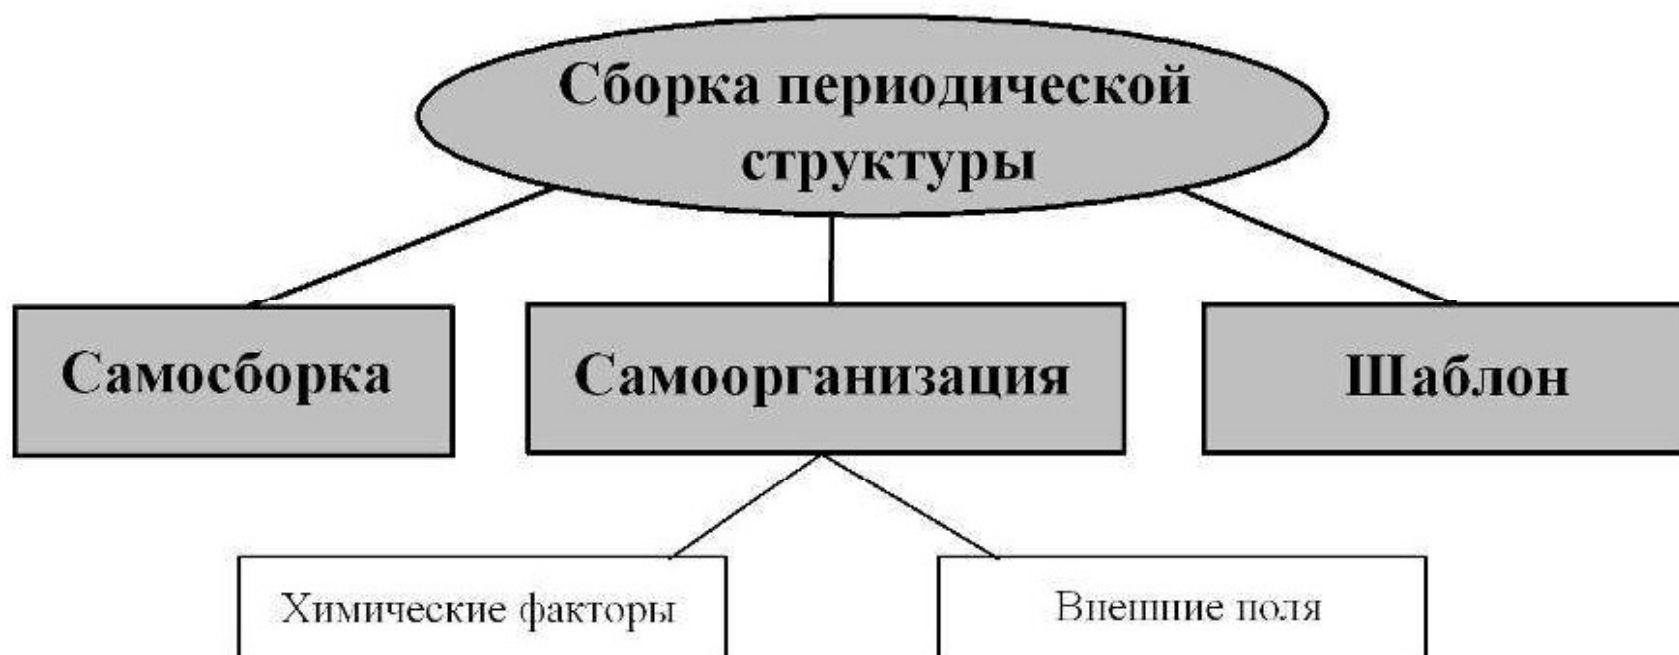 Сборка периодической
структуры
Самосборка
Самоорганизация
Шаблон
Химические факторы
Внешние поля